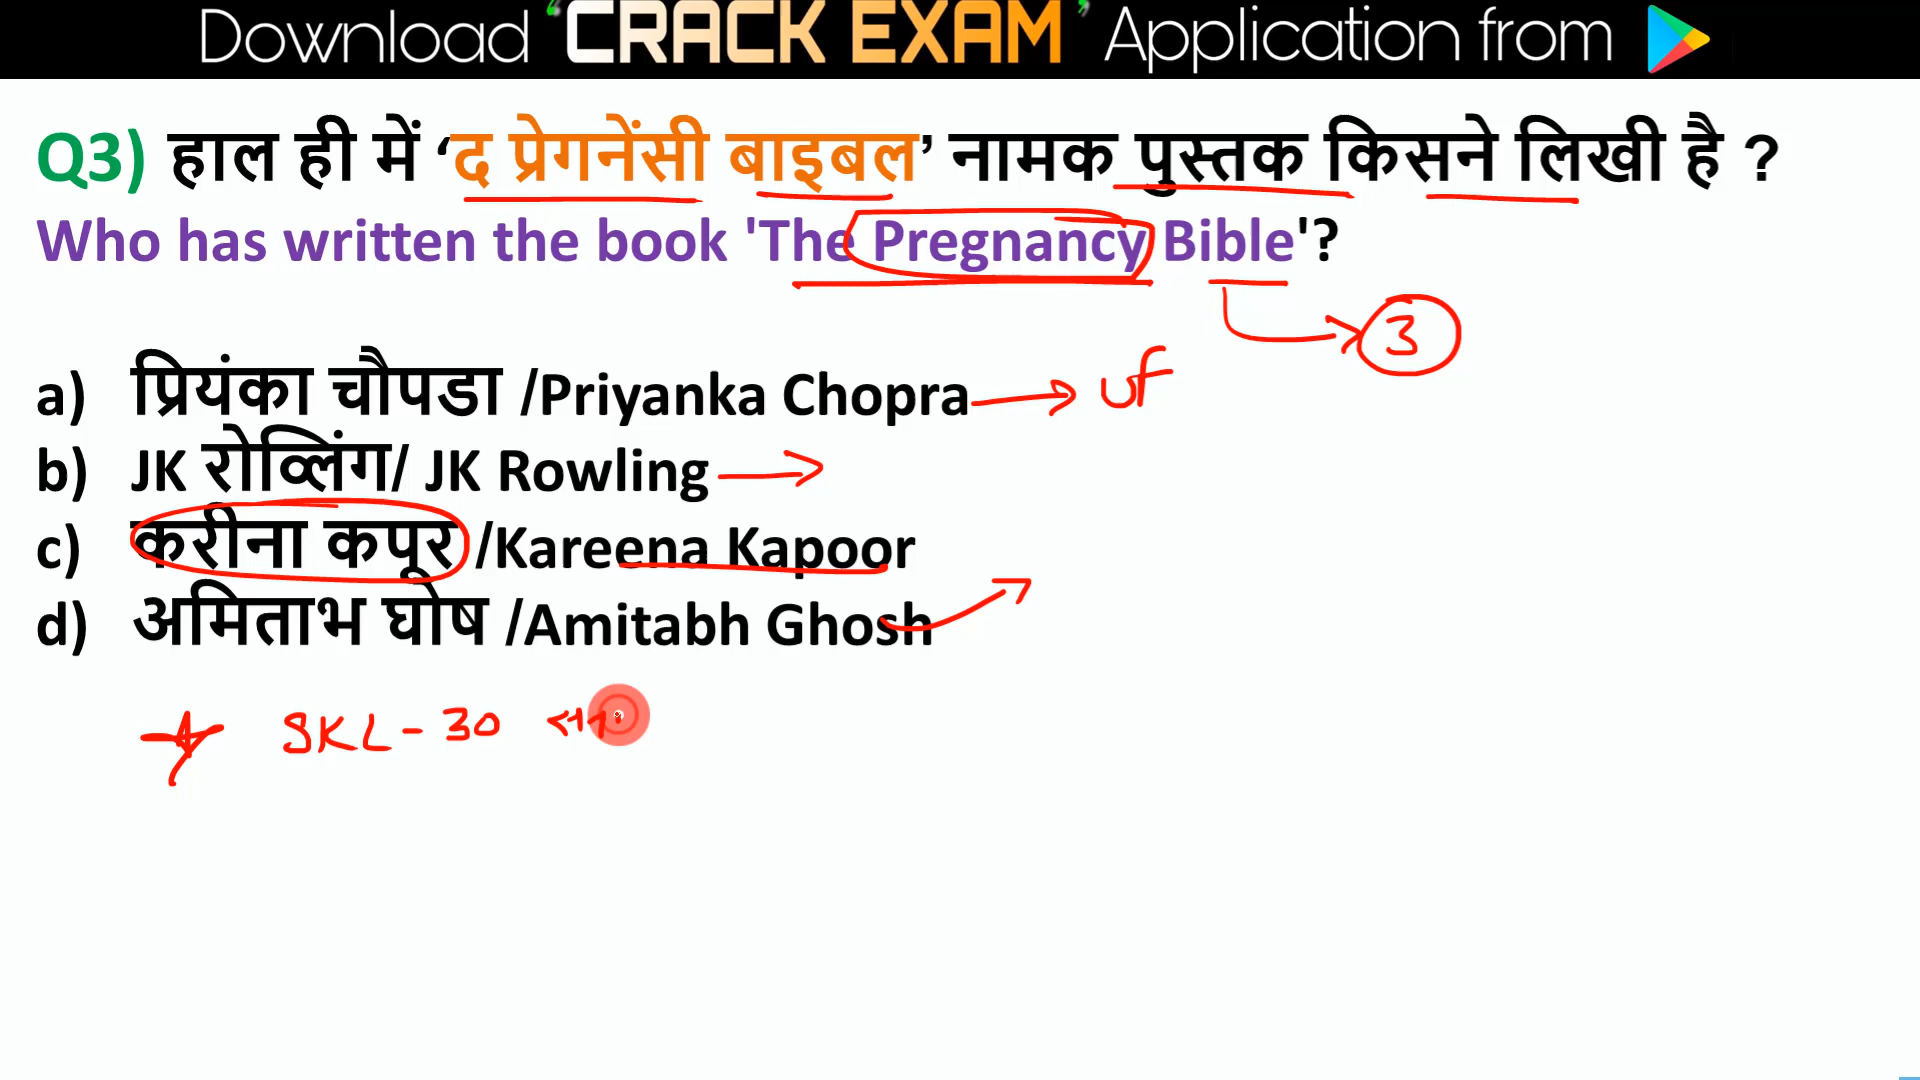 Download ‘CRACK EXAM’ Application from
Q3) हाल ही में ‘द प्रेगनेंसी बाइबल’ नामक पुस्तक किसने लिखी है ?
Who has written the book 'The Pregnancy Bible'?
3
a) प्रियंका चौपडा /Priyanka Chopra
b) JK रोव्लिंग/ JK Rowling
c) करीना कपूर /Kareena Kapoor
d) अमिताभ घोष /Amitabh Ghosh
SKL - 30